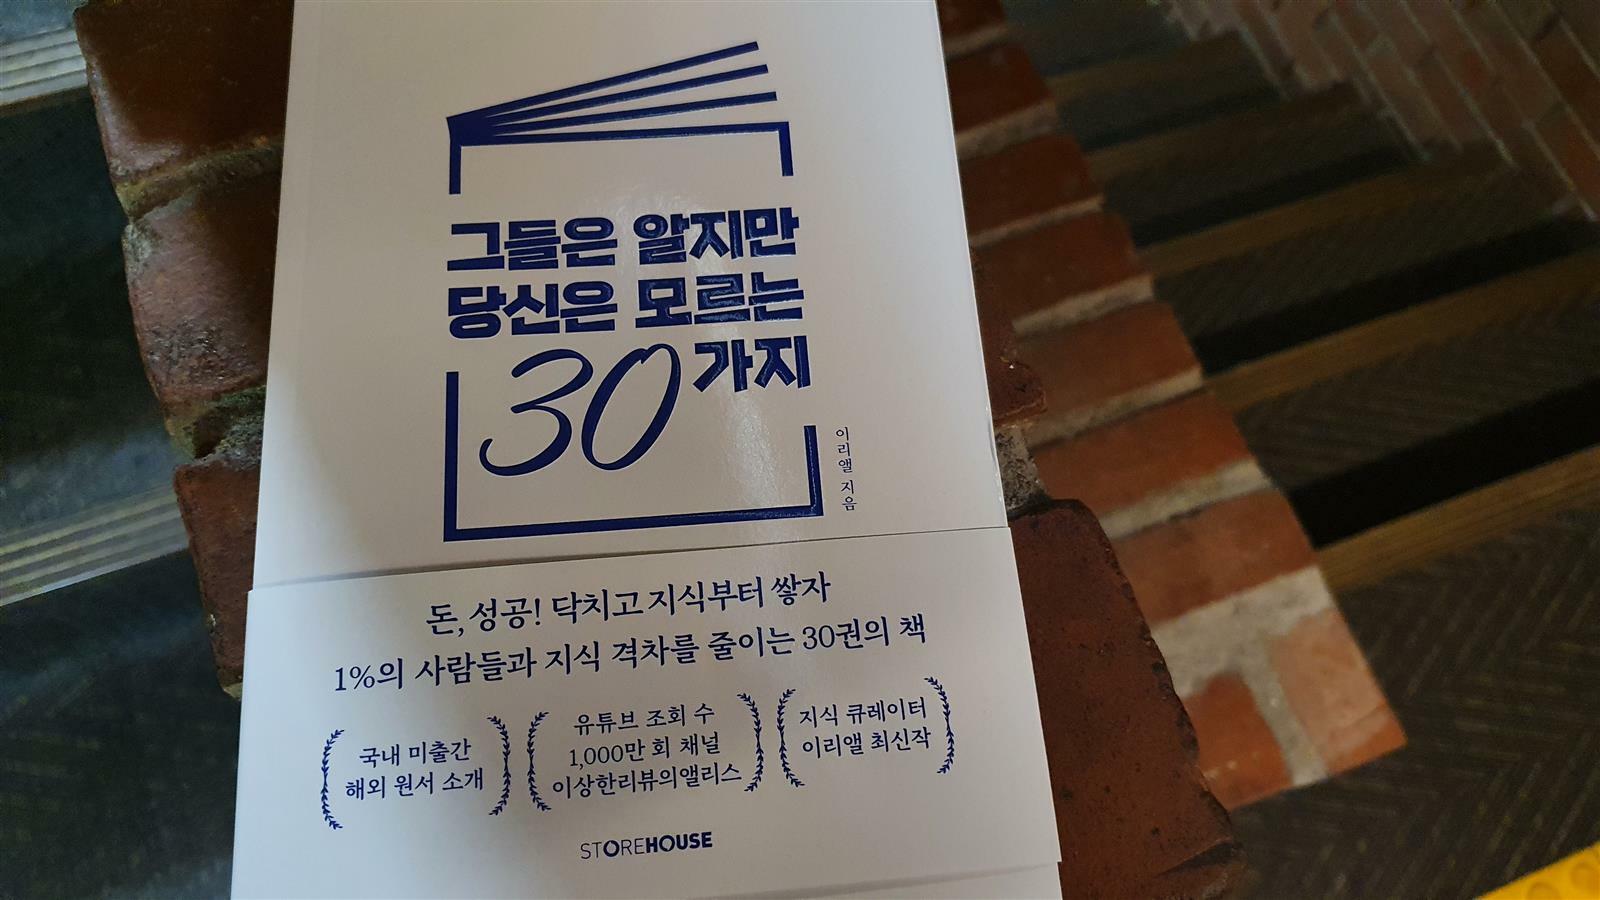 그들은 알지만
당신은 모르는
30가지
이리앨 지음
돈, 성공! 닥치고 지식부터 쌓자
1%의 사람들과 지식 격차를 줄이는 30권의 책
국내 미출간
해외 원서 소개
유튜브 조회 수
1,000만 회 채널
이상한리뷰의앨리스
지식 큐레이터
이리앨 최신작
STOREHOUSE